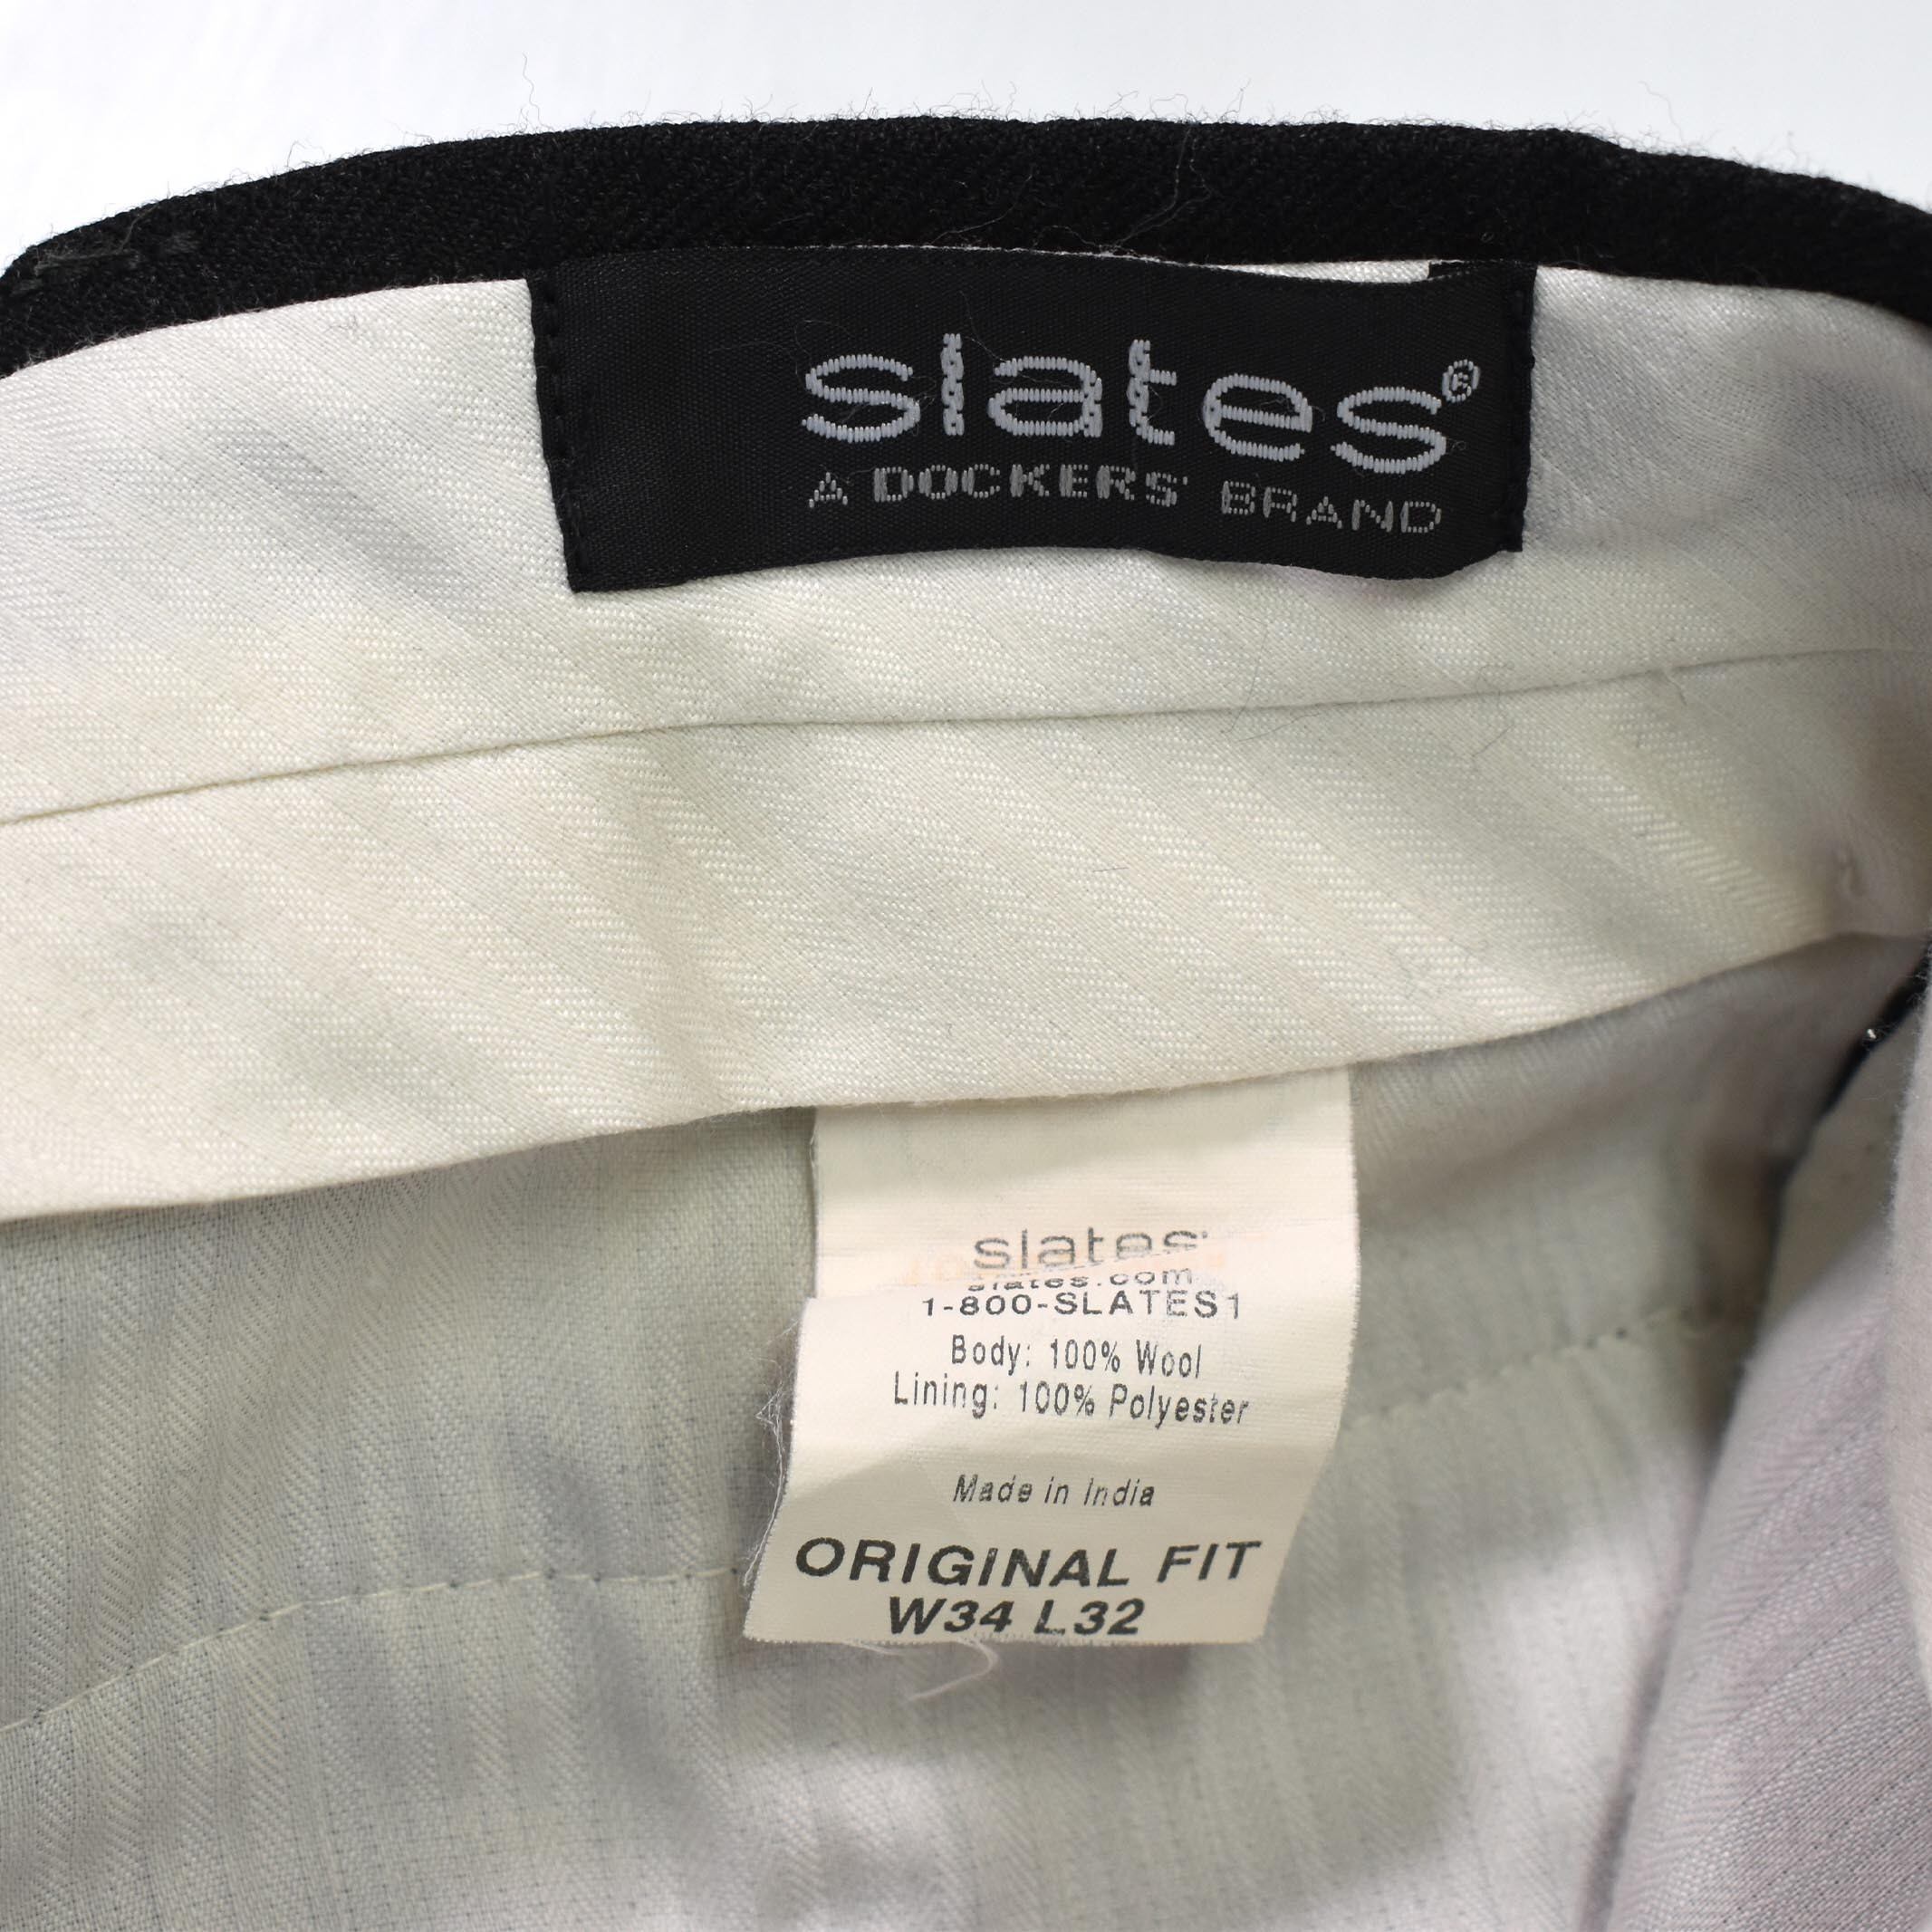 slates®
A DOCKERS' BRAND
slates
slates.com
1-800-SLATES1
Body: 100% Wool
Lining: 100% Polyester
Made in India
ORIGINAL FIT
W34 L32